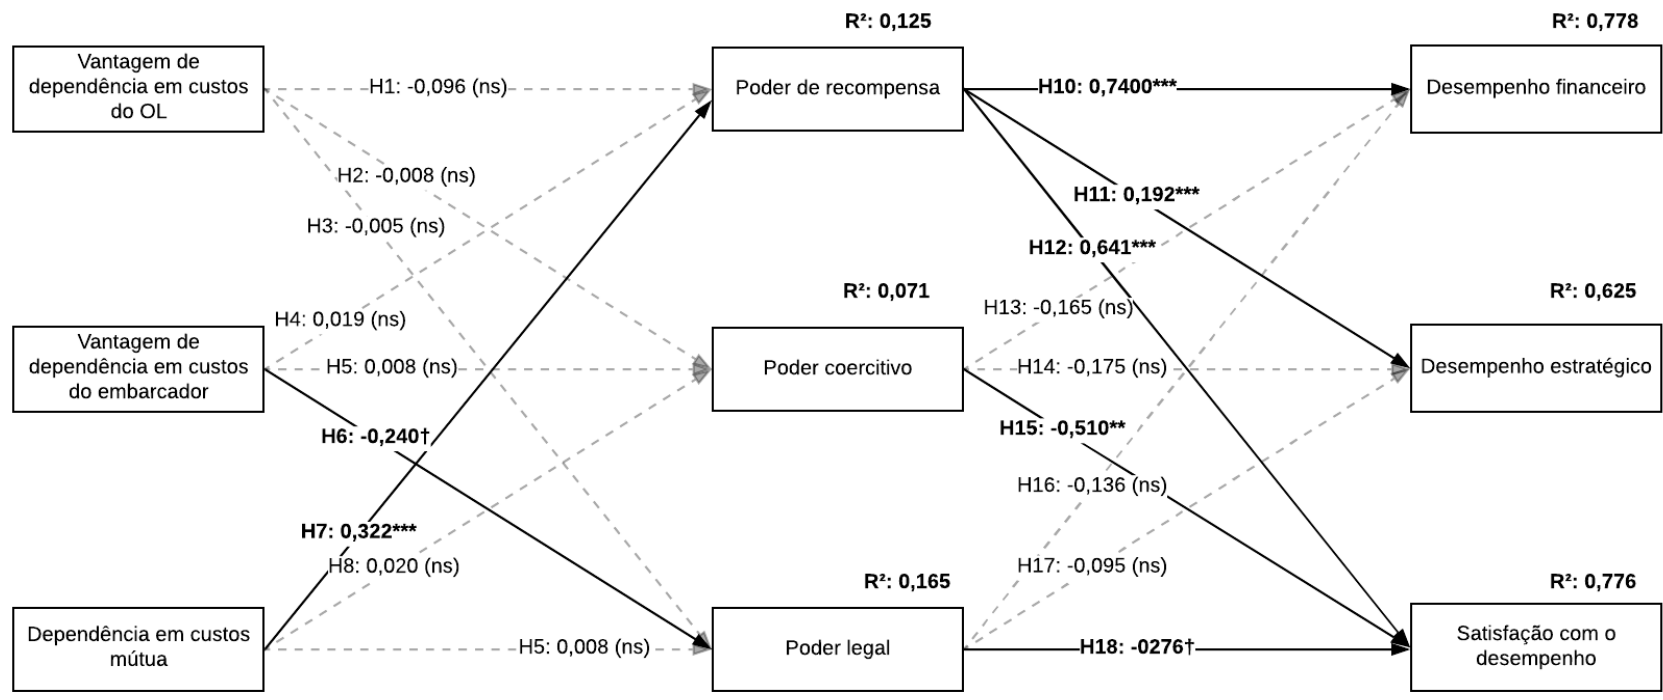 R²: 0,125
R²: 0,778
Vantagem de
dependência em custos
do OL
H1: -0,096 (ns)
Poder de recompensa
H10: 0,7400***
Desempenho financeiro
H2: -0,008 (ns)
H11: 0,192***
H3: -0,005 (ns)
H12: 0,641***
R²: 0,071
R²: 0,625
H4: 0,019 (ns)
H13: -0,165 (ns)
Vantagem de
dependência em custos
do embarcador
H5: 0,008 (ns)
Poder coercitivo
H14: -0,175 (ns)
Desempenho estratégico
H6: -0,240†
H15: -0,510**
H16: -0,136 (ns)
H7: 0,322***
H8: 0,020 (ns)
H17: -0,095 (ns)
R²: 0,165
R²: 0,776
Dependência em custos
mútua
H5: 0,008 (ns)
Poder legal
H18: -0276†
Satisfação com o
desempenho